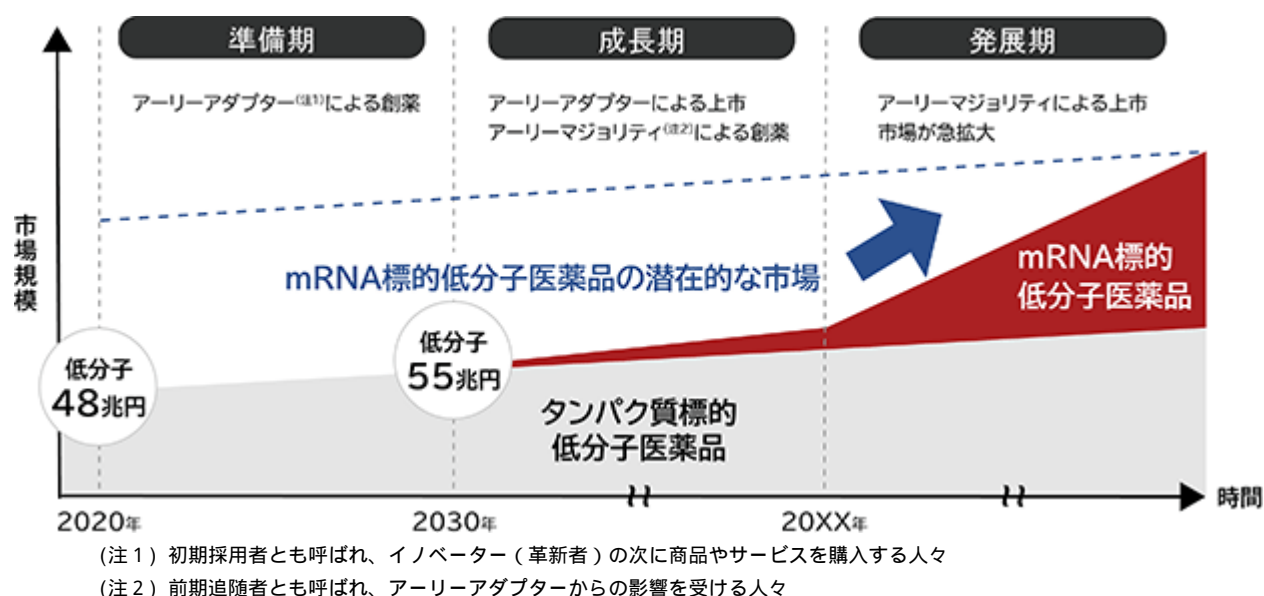 準備期
成長期
発展期
アーリーアダプター(注1)による創薬
アーリーアダプターによる上市
アーリーマジョリティ(注2)による創薬
アーリーマジョリティによる上市
市場が急拡大
市場規模
mRNA標的低分子医薬品の潜在的な市場
mRNA標的
低分子医薬品
低分子
48兆円
低分子
55兆円
タンパク質標的
低分子医薬品
時間
2020年
2030年
20XX年
(注1) 初期採用者とも呼ばれ、イノベーター(革新者)の次に商品やサービスを購入する人々
(注2) 前期追随者とも呼ばれ、アーリーアダプターからの影響を受ける人々